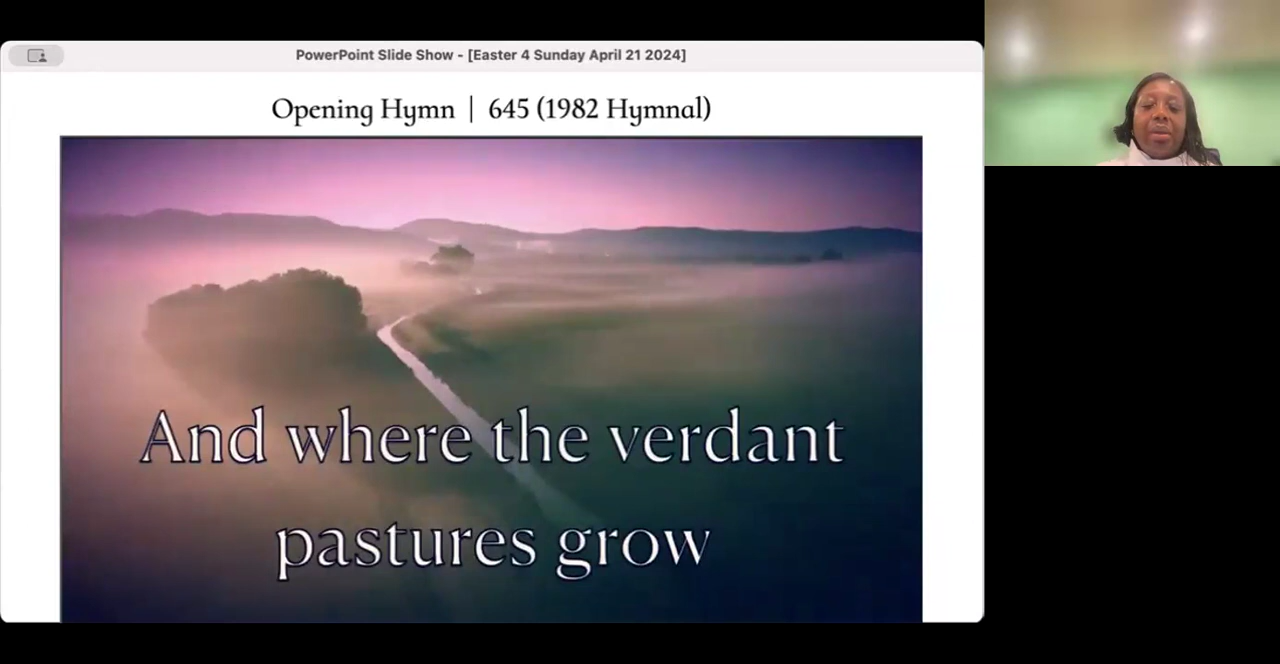 PowerPoint Slide Show - [Easter 4 Sunday April 21 2024]
Opening Hymn | 645 (1982 Hymnal)
And where the verdant
pastures grow